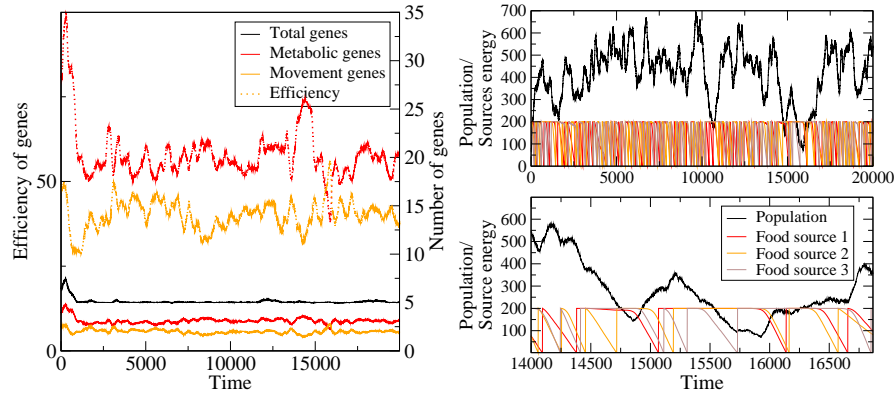 Total genes
Metabolic genes
Movement genes
Efficiency
Efficiency of genes
Number of genes
0
50
0
5
10
15
20
25
30
35
0
5000
10000
15000
Time
Population/
Sources energy
0
100
200
300
400
500
600
700
0
5000
10000
15000
20000
Population/
Source energy
100
200
300
400
500
600
Population
Food source 1
Food source 2
Food source 3
14000
14500
15000
15500
16000
16500
Time